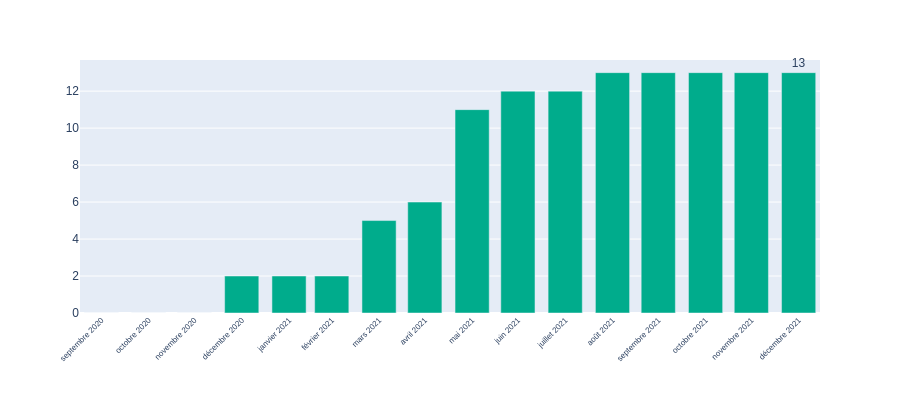 13
12
10
8
6
4
2
0
septembre 2020
octobre 2020
novembre 2020
décembre 2020
janvier 2021
février 2021
mars 2021
avril 2021
mai 2021
juin 2021
juillet 2021
août 2021
septembre 2021
octobre 2021
novembre 2021
décembre 2021